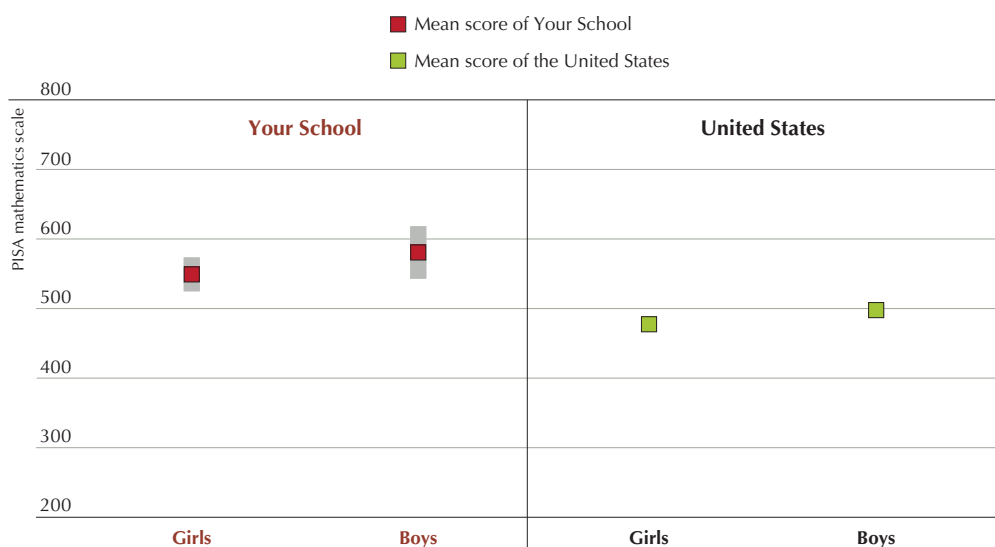 Mean score of Your School
Mean score of the United States
PISA mathematics scale
800
Your School
United States
700
600
500
400
300
200
Girls
Boys
Girls
Boys